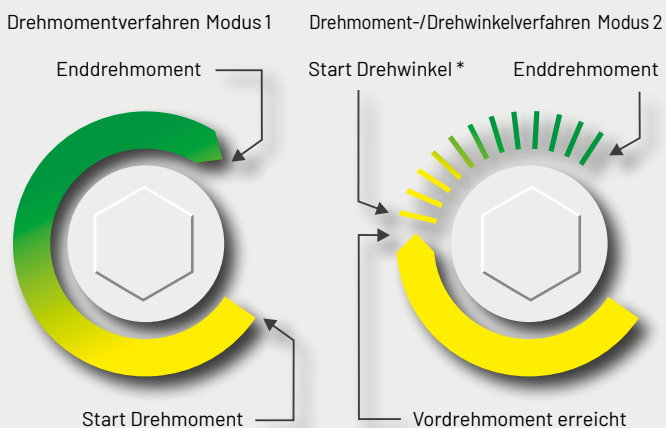 Drehmomentverfahren Modus 1
Drehmoment-/Drehwinkelverfahren Modus 2
Enddrehmoment
Start Drehwinkel *
Enddrehmoment
Start Drehmoment
Vordrehmoment erreicht